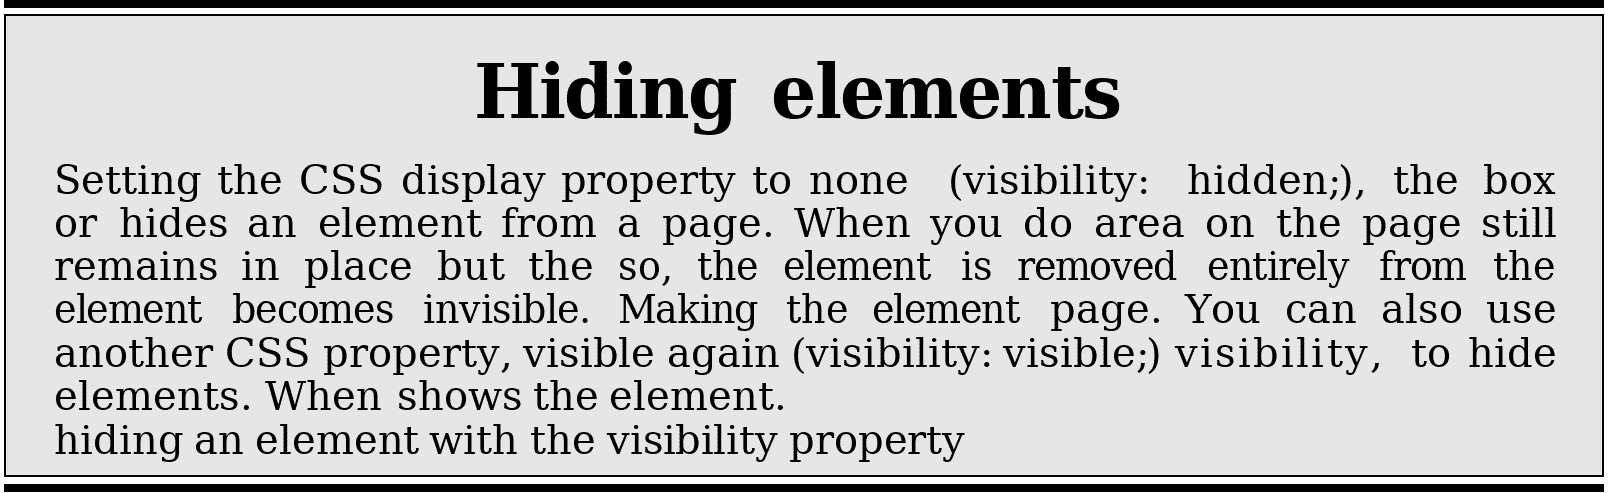 Hiding elements
Setting the CSS display property to none (visibility: hidden;), the box
or hides an element from a page. When you do area on the page still
remains in place but the so, the element is removed entirely from the
element becomes invisible. Making the element page. You can also use
another CSS property, visible again (visibility: visible;) visibility, to hide
elements. When shows the element.
hiding an element with the visibility property